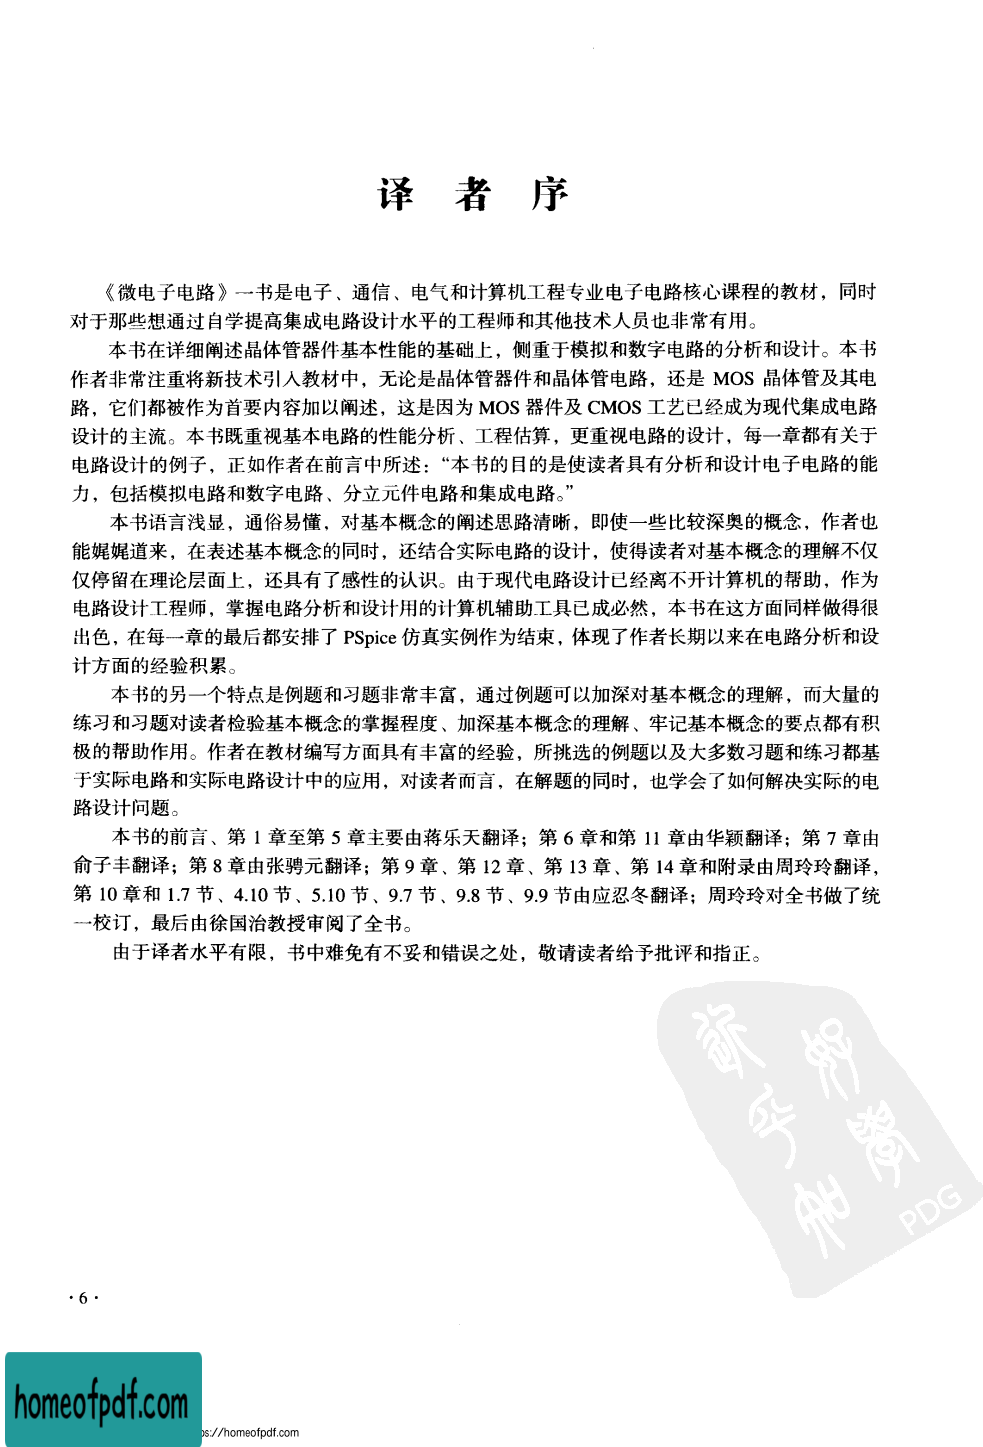 译者序
《微电子电路》一书是电子、通信、电气和计算机工程专业电子电路核心课程的教材，同时
对于那些想通过自学提高集成电路设计水平的工程师和其他技术人员也非常有用。
本书在详细阐述晶体管器件基本性能的基础上，侧重于模拟和数字电路的分析和设计。本书
作者非常注重将新技术引入教材中，无论是晶体管器件和晶体管电路，还是 MOS 晶体管及其电
路，它们都被作为首要内容加以阐述，这是因为 MOS 器件及 CMOS 工艺已经成为现代集成电路
设计的主流。本书既重视基本电路的性能分析、工程估算，更重视电路的设计，每一章都有关于
电路设计的例子，正如作者在前言中所述：“本书的目的是使读者具有分析和设计电子电路的能
力，包括模拟电路和数字电路、分立元件电路和集成电路。”
本书语言浅显，通俗易懂，对基本概念的阐述思路清晰，即使一些比较深奥的概念，作者也
能娓娓道来，在表述基本概念的同时，还结合实际电路的设计，使得读者对基本概念的理解不仅
仅停留在理论层面上，还具有了感性的认识。由于现代电路设计已经离不开计算机的帮助，作为
电路设计工程师，掌握电路分析和设计用的计算机辅助工具已成必然，本书在这方面同样做得很
出色，在每一章的最后都安排了 PSpice 仿真实例作为结束，体现了作者长期以来在电路分析和设
计方面的经验积累。
本书的另一个特点是例题和习题非常丰富，通过例题可以加深对基本概念的理解，而大量的
练习和习题对读者检验基本概念的掌握程度、加深基本概念的理解、牢记基本概念的要点都有积
极的帮助作用。作者在教材编写方面具有丰富的经验，所挑选的例题以及大多数习题和练习都基
于实际电路和实际电路设计中的应用，对读者而言，在解题的同时，也学会了如何解决实际的电
路设计问题。
本书的前言、第 1 章至第 5 章主要由蒋乐天翻译；第 6 章和第 11 章由华颖翻译；第 7 章由
俞子丰翻译；第 8 章由张骋元翻译；第 9 章、第 12 章、第 13 章、第 14 章和附录由周玲玲翻译，
第 10 章和 1.7 节、4.10 节、5.10 节、9.7 节、9.8 节、9.9 节由应忍冬翻译；周玲玲对全书做了统
一校订，最后由徐国治教授审阅了全书。
由于译者水平有限，书中难免有不妥和错误之处，敬请读者给予批评和指正。
PDG
·6·
homeofpdf.com
ps://homeofpdf.com